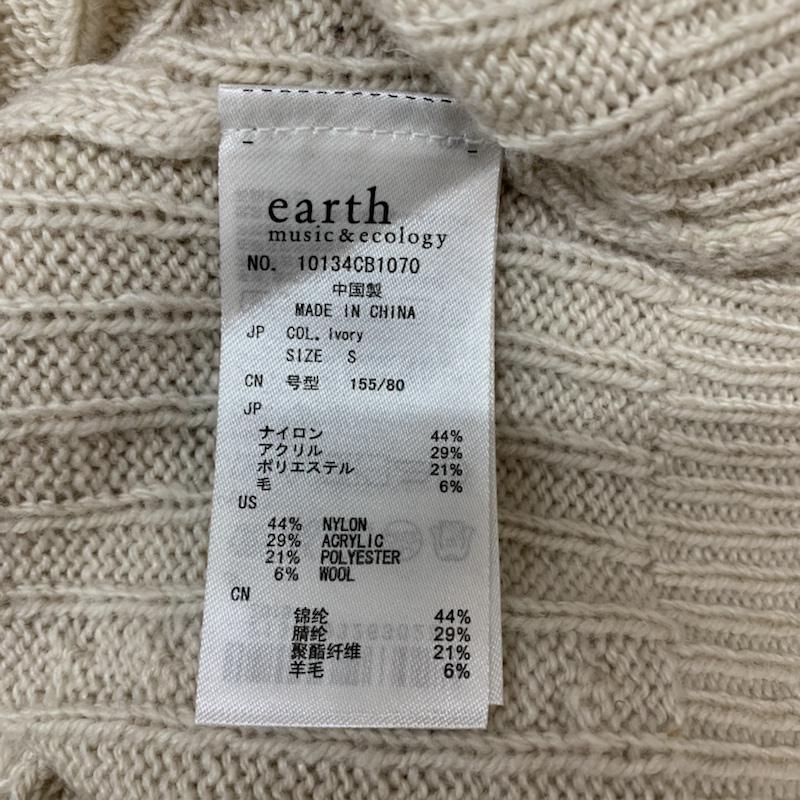 earth
music&ecology
NO. 10134CB1070
中国製
MADE IN CHINA
JP COL. Ivory
SIZE S
CN 号型 155/80
JP
ナイロン 44%
アクリル 29%
ポリエステル 21%
毛 6%
US
44% NYLON
29% ACRYLIC
21% POLYESTER
6% WOOL
CN
锦纶 44%
腈纶 29%
聚酯纤维 21%
羊毛 6%